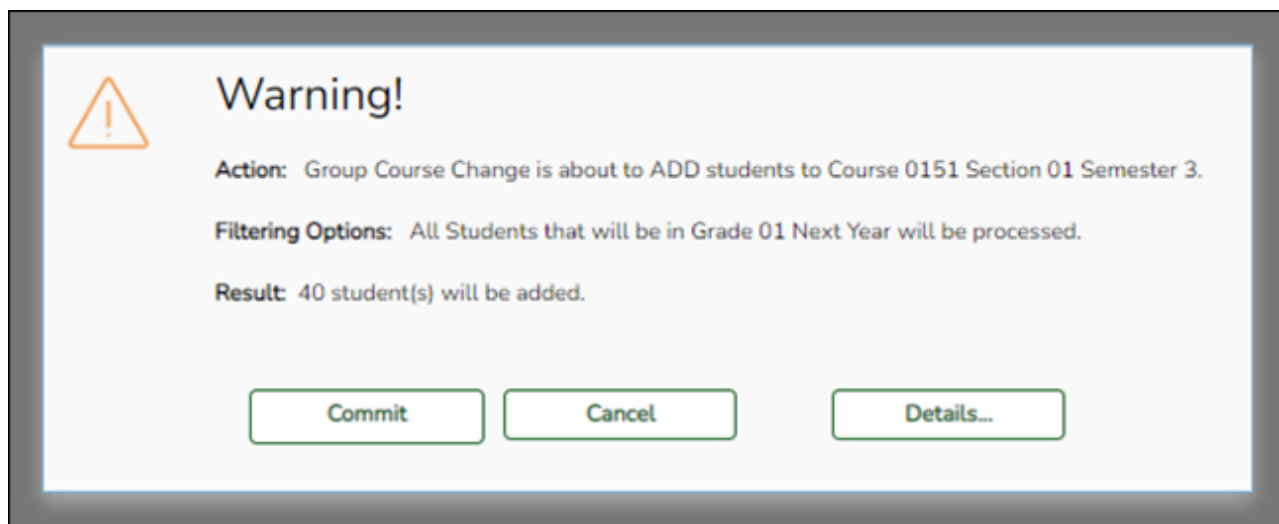 Warning!
Action: Group Course Change is about to ADD students to Course 0151 Section 01 Semester 3.
Filtering Options: All Students that will be in Grade 01 Next Year will be processed.
Result: 40 student(s) will be added.
Commit Cancel Details...